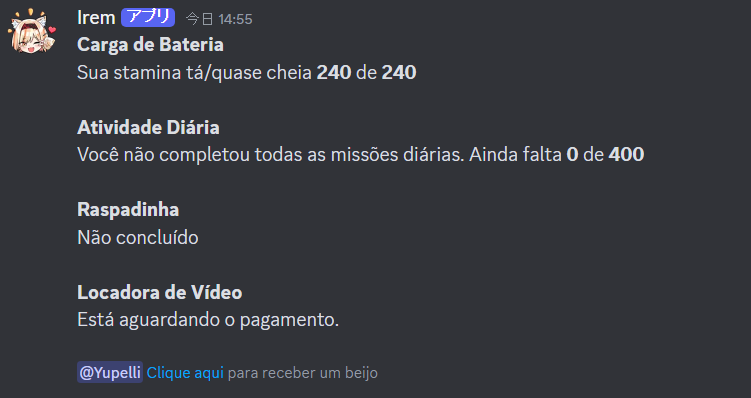 Irem アプリ 今日 14:55
Carga de Bateria
Sua stamina tá/quase cheia 240 de 240
Atividade Diária
Você não completou todas as missões diárias. Ainda falta 0 de 400
Raspadinha
Não concluído
Locadora de Vídeo
Está aguardando o pagamento.
@Yupelli Clique aqui para receber um beijo